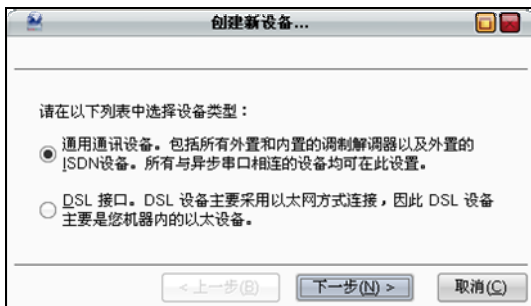 创建新设备...
请在以下列表中选择设备类型：
通用通讯设备。包括所有外置和内置的调制解调器以及外置的
ISDN设备。所有与异步串口相连的设备均可在此设置。
DSL 接口。DSL 设备主要采用以太网方式连接，因此 DSL 设备
主要是您机器内的以太设备。
< 上一步(B) 下一步(N) > 取消(C)